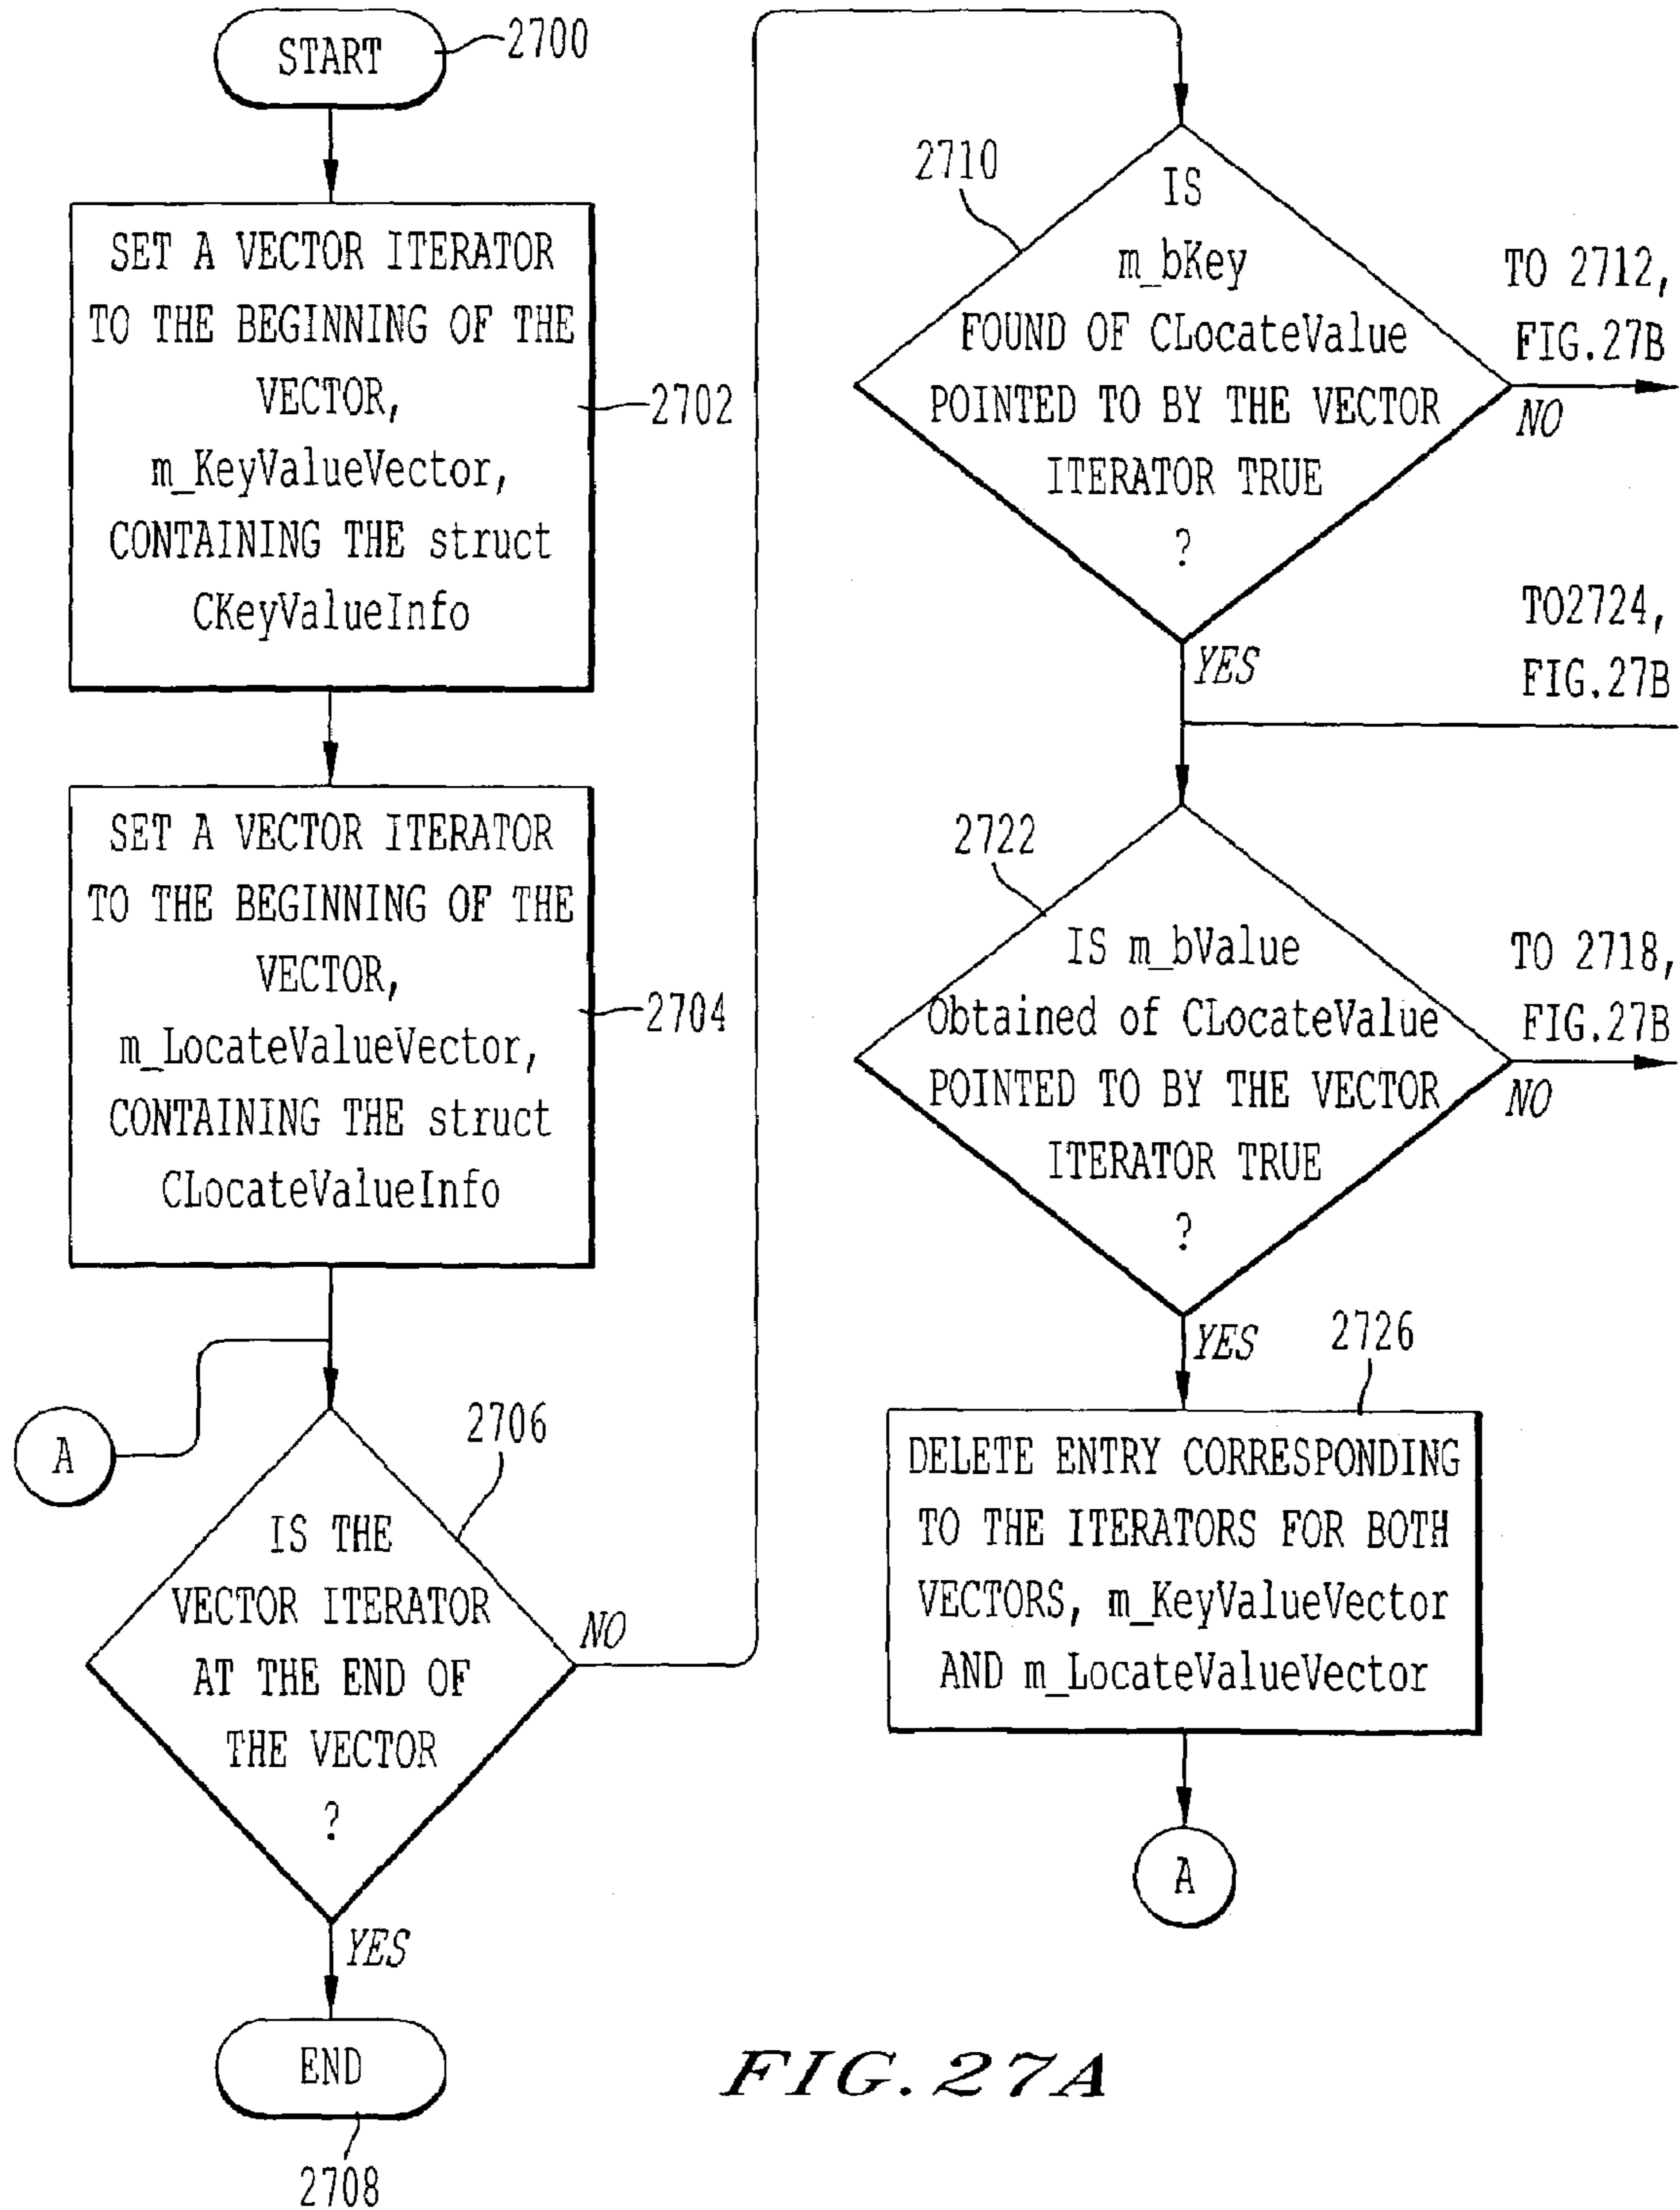 START
2700
SET A VECTOR ITERATOR
TO THE BEGINNING OF THE
VECTOR,
m_KeyValueVector,
CONTAINING THE struct
CKeyValueInfo
2702
SET A VECTOR ITERATOR
TO THE BEGINNING OF THE
VECTOR,
m_LocateValueVector,
CONTAINING THE struct
CLocateValueInfo
2704
A
2706
IS THE
VECTOR ITERATOR
AT THE END OF
THE VECTOR
?
NO
YES
END
2708
2710
IS
m_bKey
FOUND OF CLocateValue
POINTED TO BY THE VECTOR
ITERATOR TRUE
?
TO 2712,
FIG.27B
NO
YES
TO2724,
FIG.27B
2722
IS m_bValue
Obtained of CLocateValue
POINTED TO BY THE VECTOR
ITERATOR TRUE
?
TO 2718,
FIG.27B
NO
YES
2726
DELETE ENTRY CORRESPONDING
TO THE ITERATORS FOR BOTH
VECTORS, m_KeyValueVector
AND m_LocateValueVector
A
FIG.27A